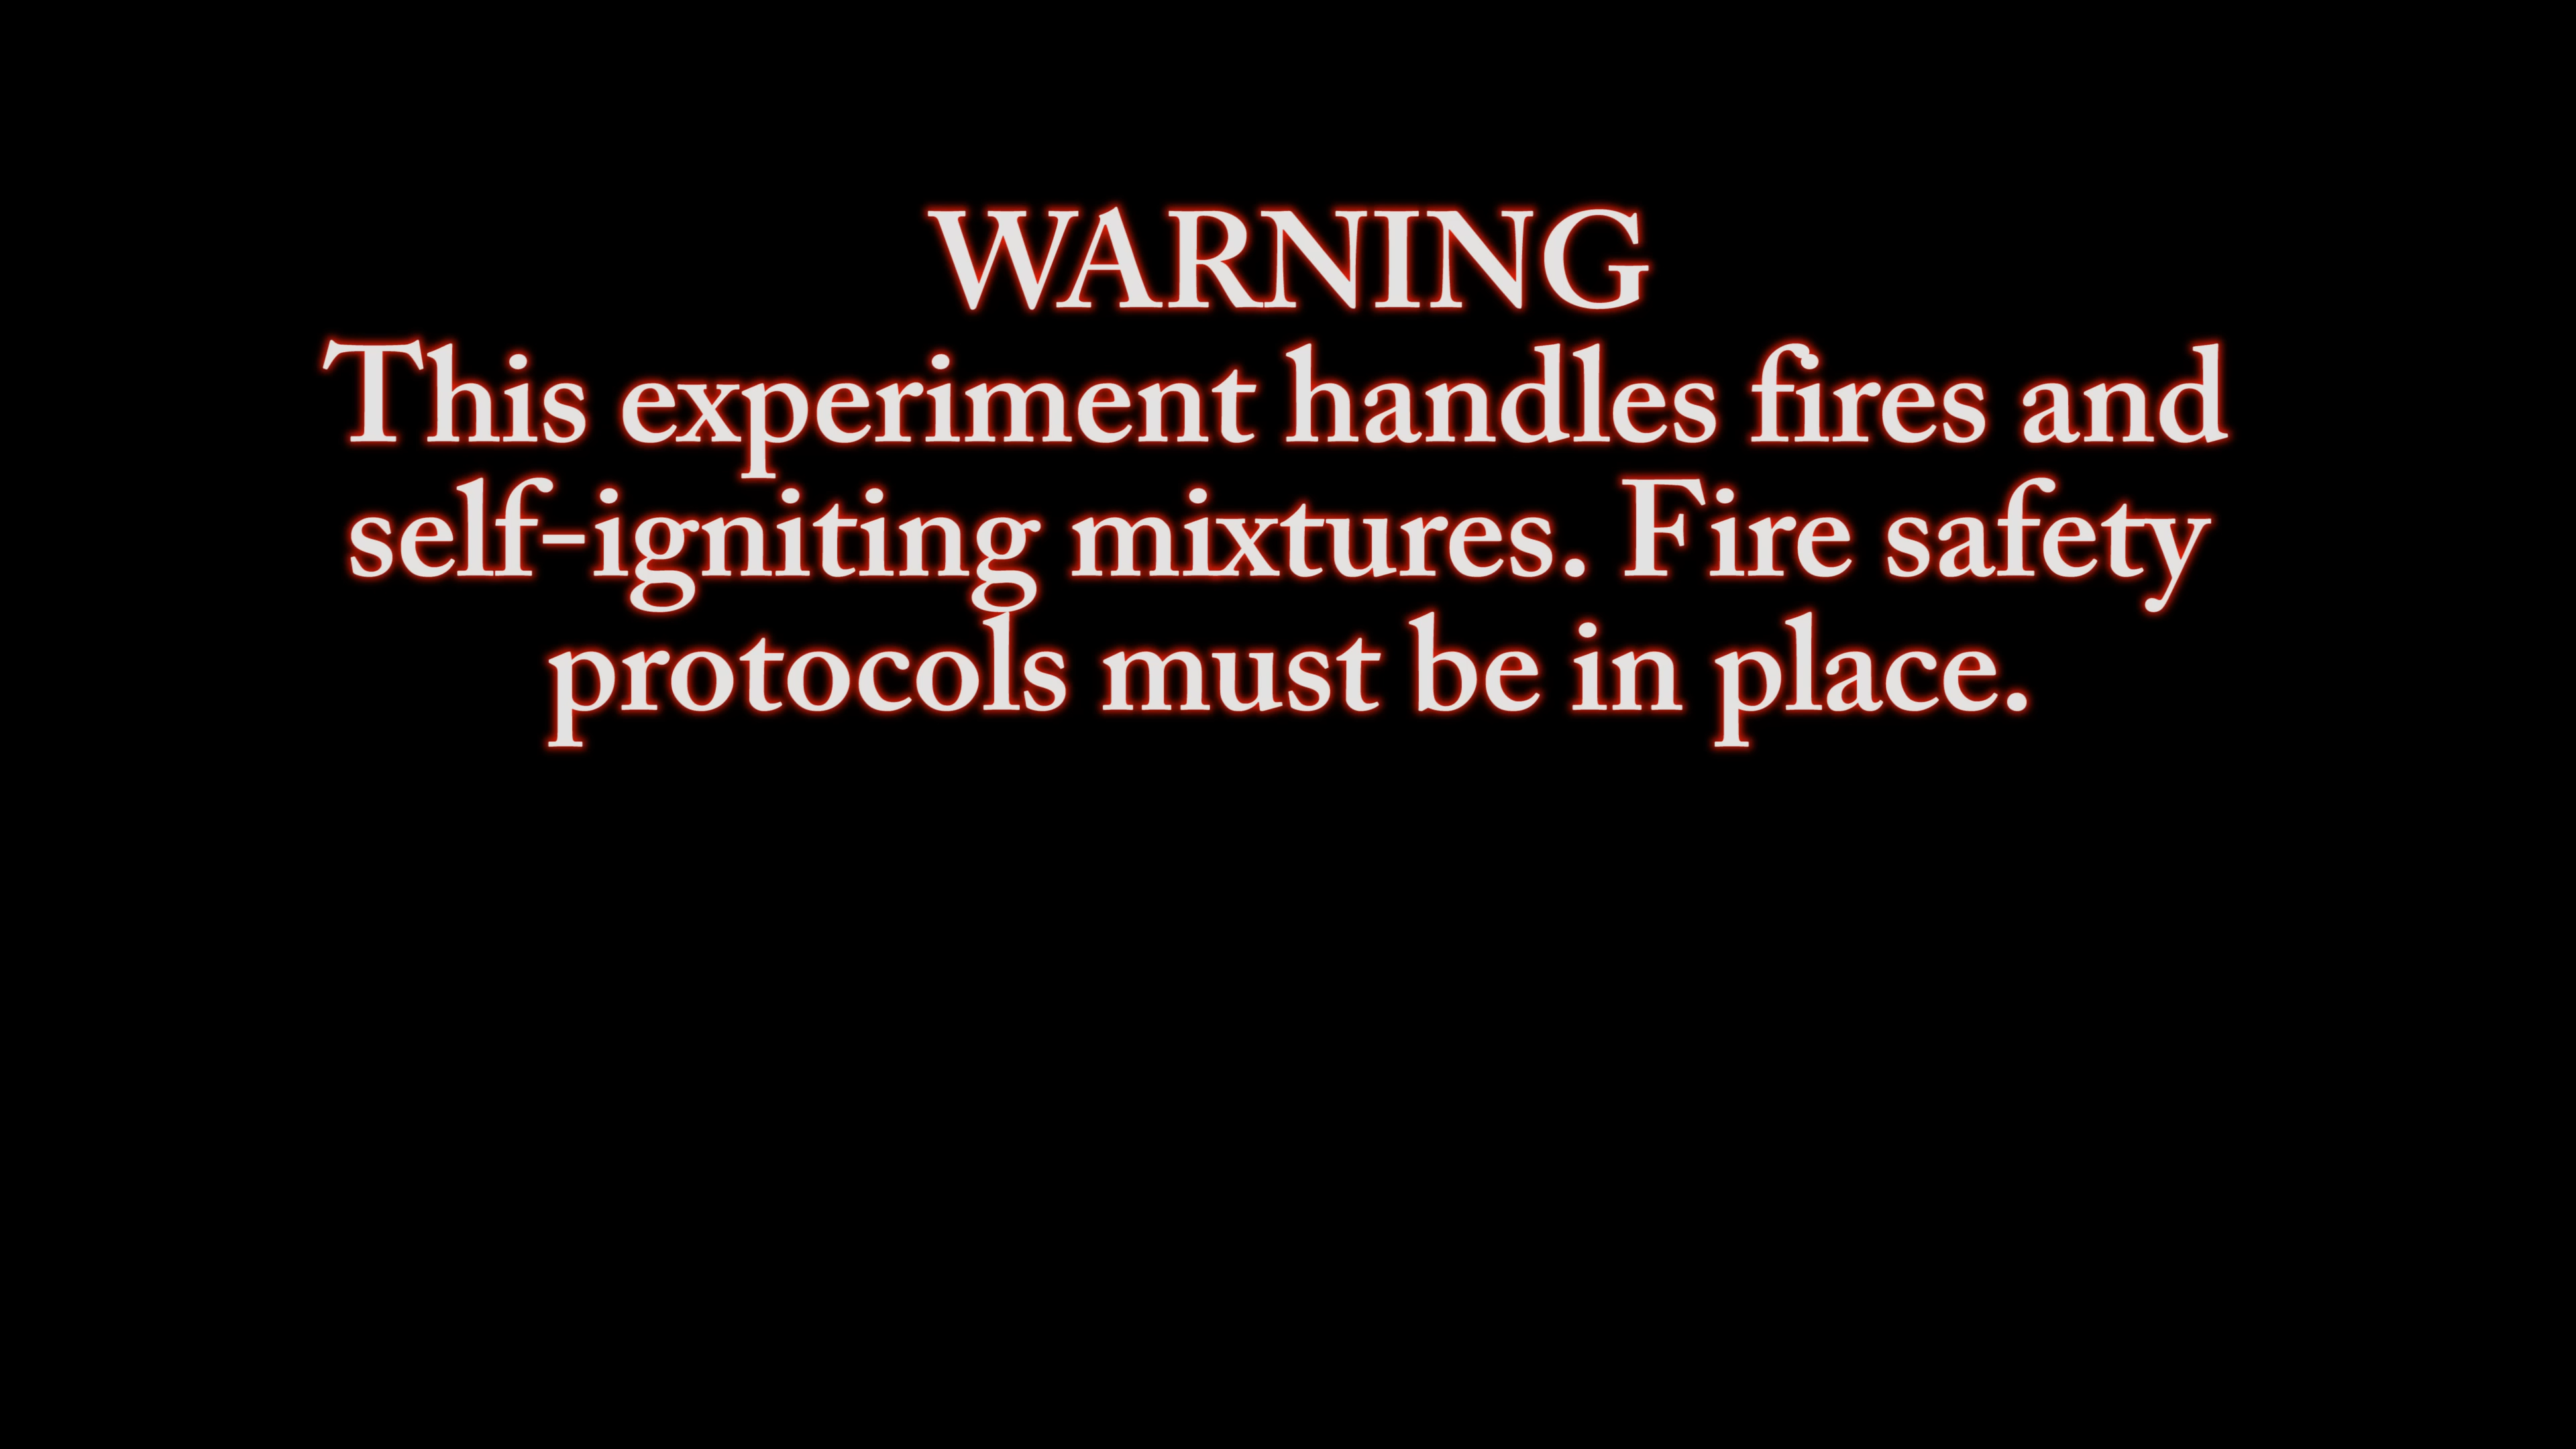 WARNING
This experiment handles fires and
self-igniting mixtures. Fire safety
protocols must be in place.